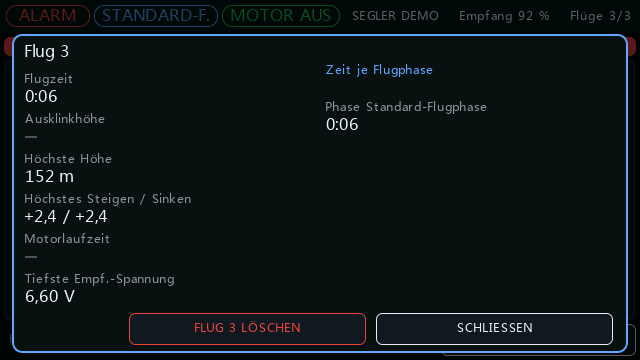 ALARM STANDARD-F. MOTOR AUS SEGLER DEMO Empfang 92 % Flüge 3/3
Flug 3
Flugzeit
0:06
Ausklinkhöhe
—
Höchste Höhe
152 m
Höchstes Steigen / Sinken
+2,4 / +2,4
Motorlaufzeit
—
Tiefste Empf.-Spannung
6,60 V
Zeit je Flugphase
Phase Standard-Flugphase
0:06
FLUG 3 LÖSCHEN
SCHLIESSEN